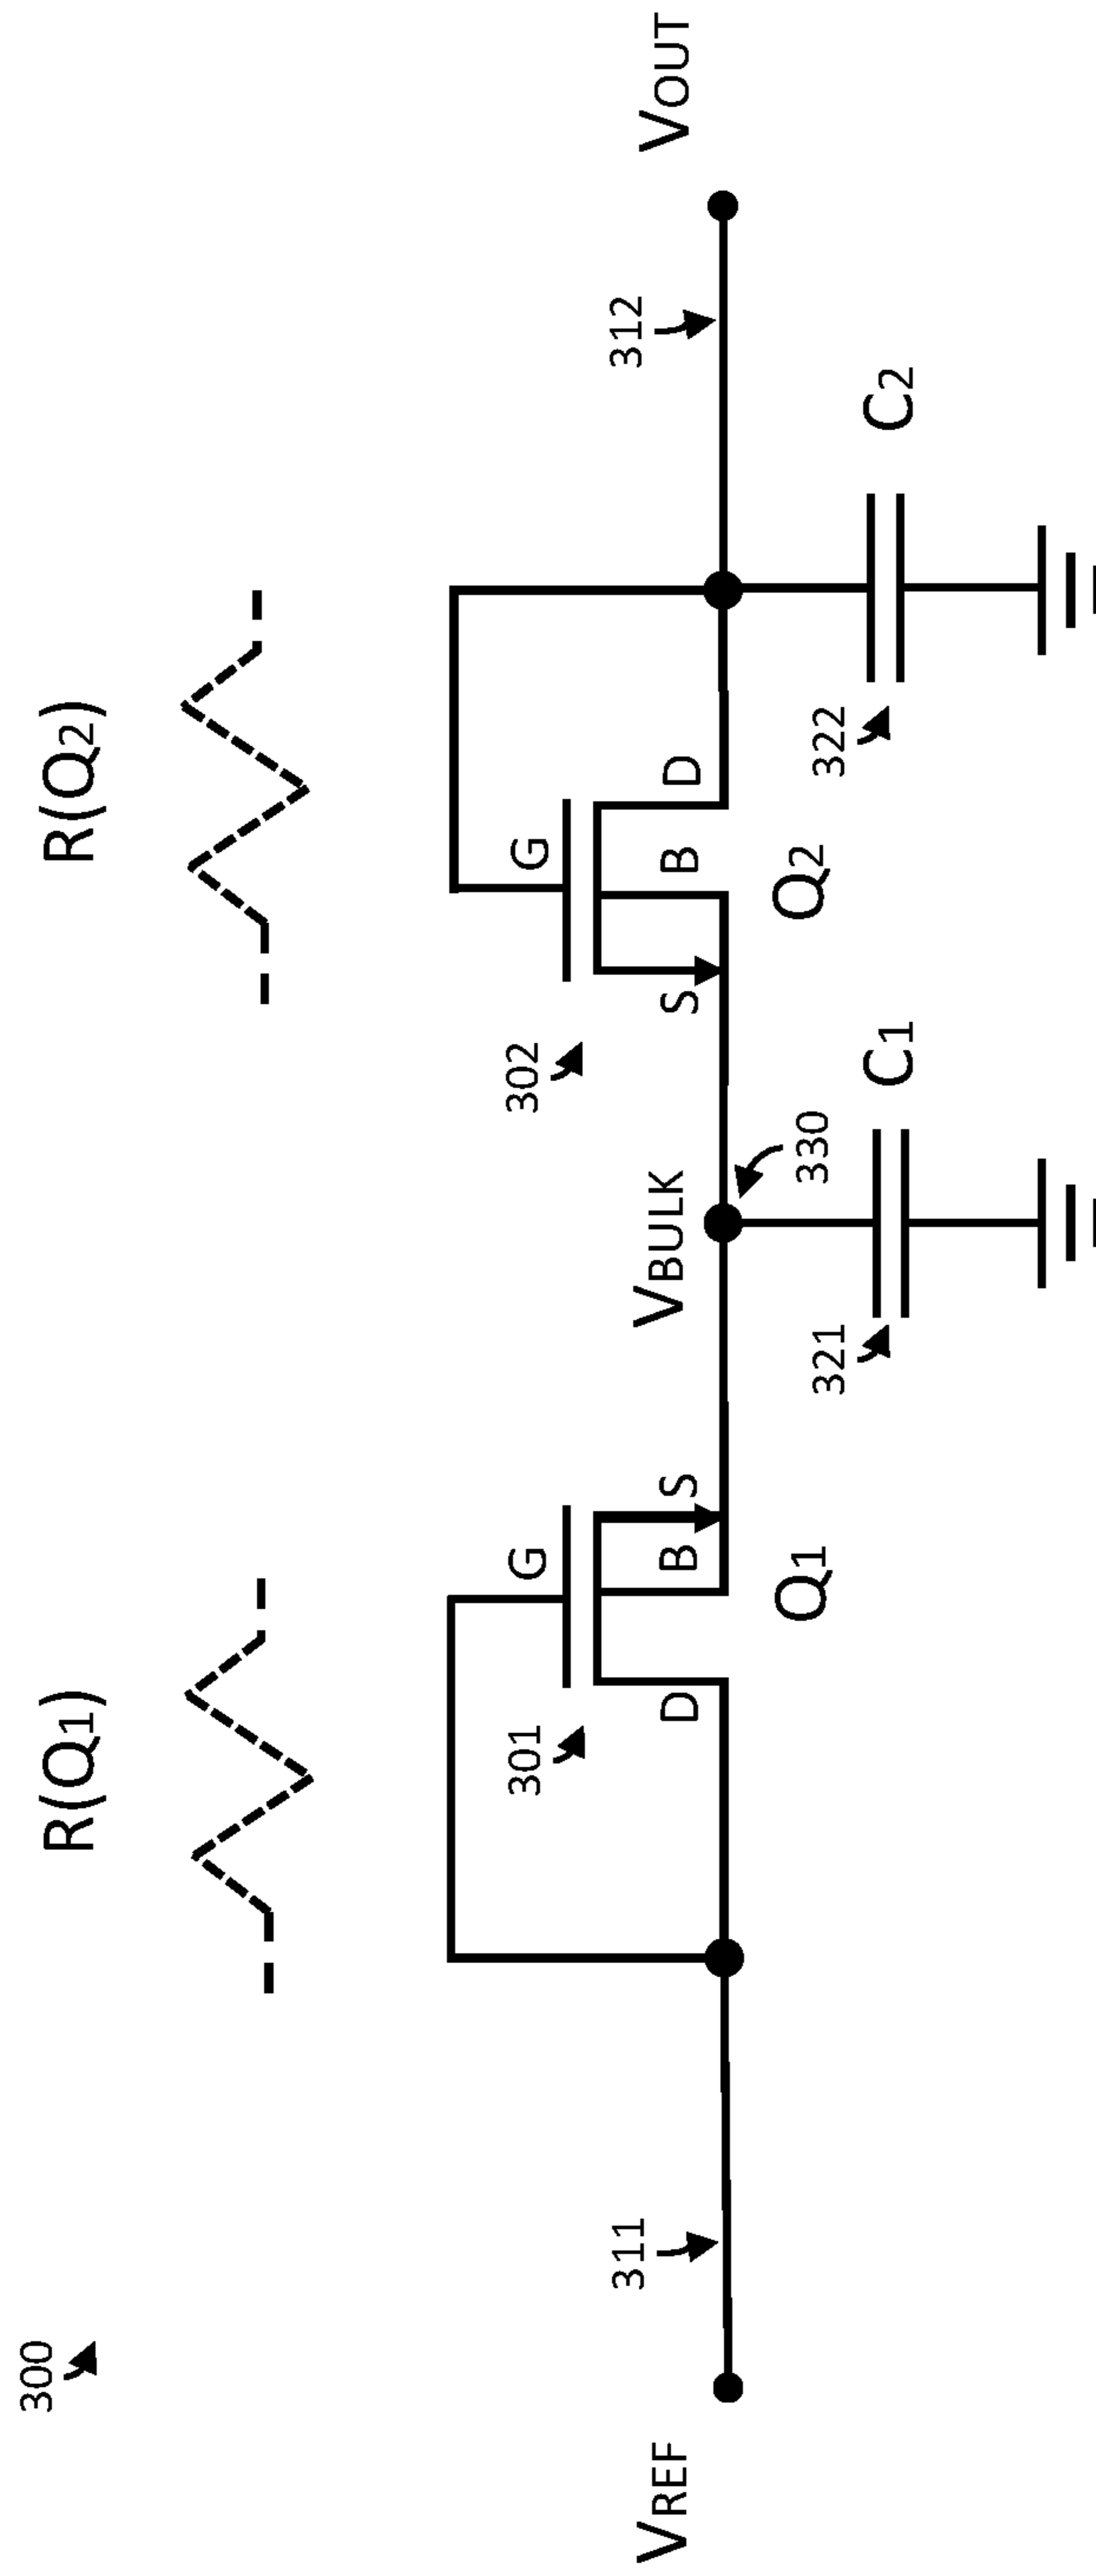 300
R(Q1)
R(Q2)
301
G
D
B
S
Q1
302
G
S
B
D
Q2
VREF
311
VBULK
330
312
VOUT
321
C1
322
C2